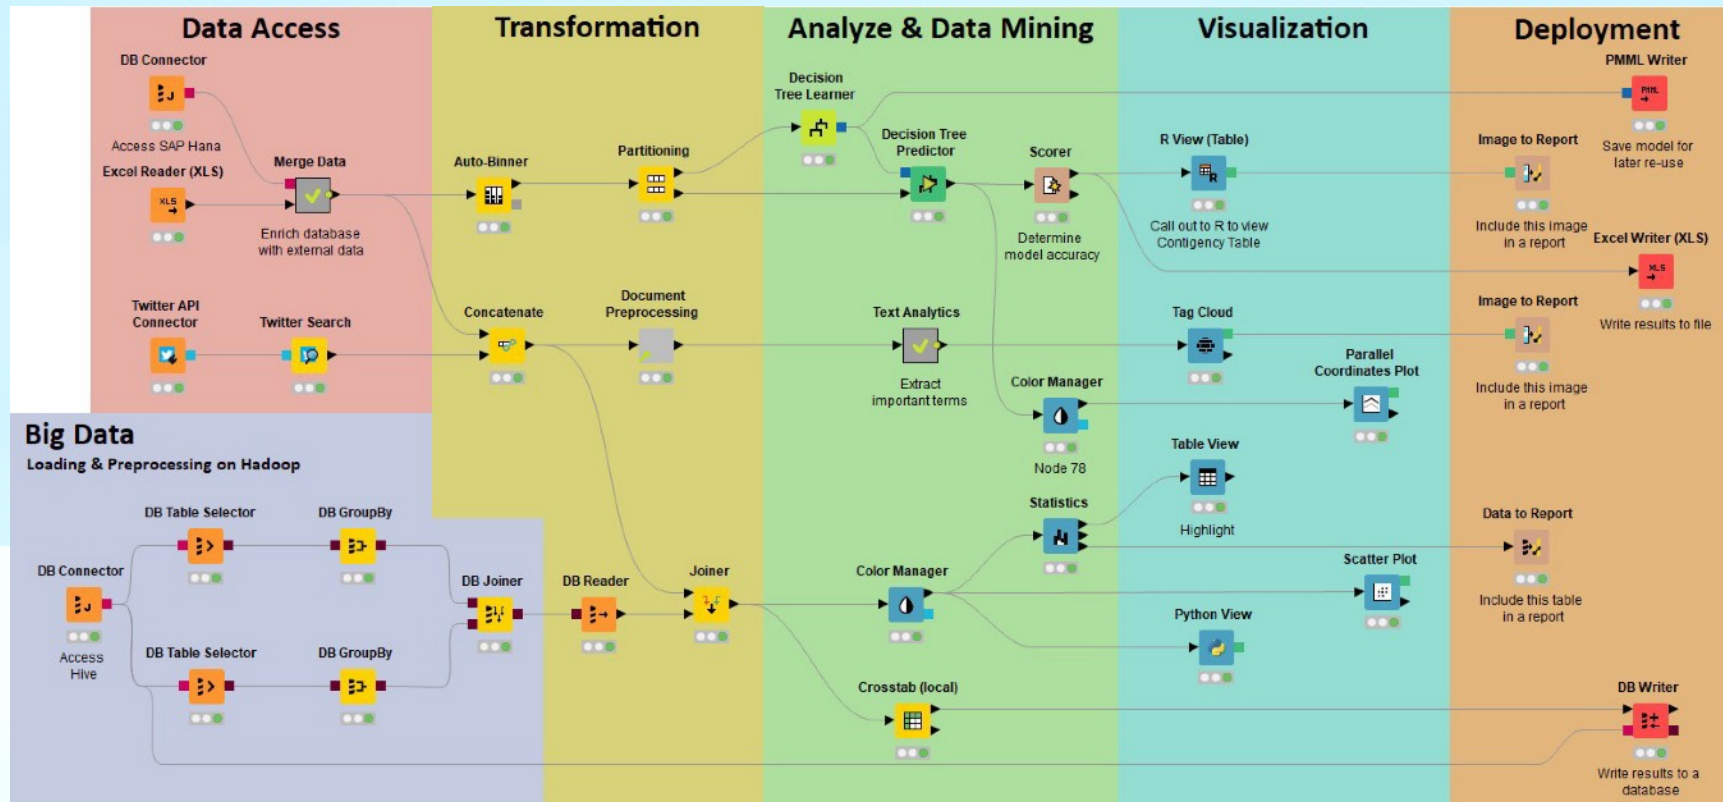 Data Access
Transformation
Analyze & Data Mining
Visualization
Deployment
DB Connector
Access SAP Hana
Excel Reader (XLS)
XLS
Merge Data
Enrich database
with external data
Twitter API
Connector
Twitter Search
Auto-Binner
Partitioning
Concatenate
Document
Preprocessing
Decision
Tree Learner
Decision Tree
Predictor
Scorer
Determine
model accuracy
Text Analytics
Extract
important terms
Color Manager
Node 78
R View (Table)
R
Call out to R to view
Contigency Table
Tag Cloud
Parallel
Coordinates Plot
Table View
Highlight
PMML Writer
PMML
Save model for
later re-use
Image to Report
Include this image
in a report
Excel Writer (XLS)
XLS
Write results to file
Image to Report
Include this image
in a report
Big Data
Loading & Preprocessing on Hadoop
DB Connector
Access
Hive
DB Table Selector
DB GroupBy
DB Table Selector
DB GroupBy
DB Joiner
DB Reader
Joiner
Color Manager
Statistics
Crosstab (local)
Scatter Plot
Python View
Data to Report
Include this table
in a report
DB Writer
Write results to a
database